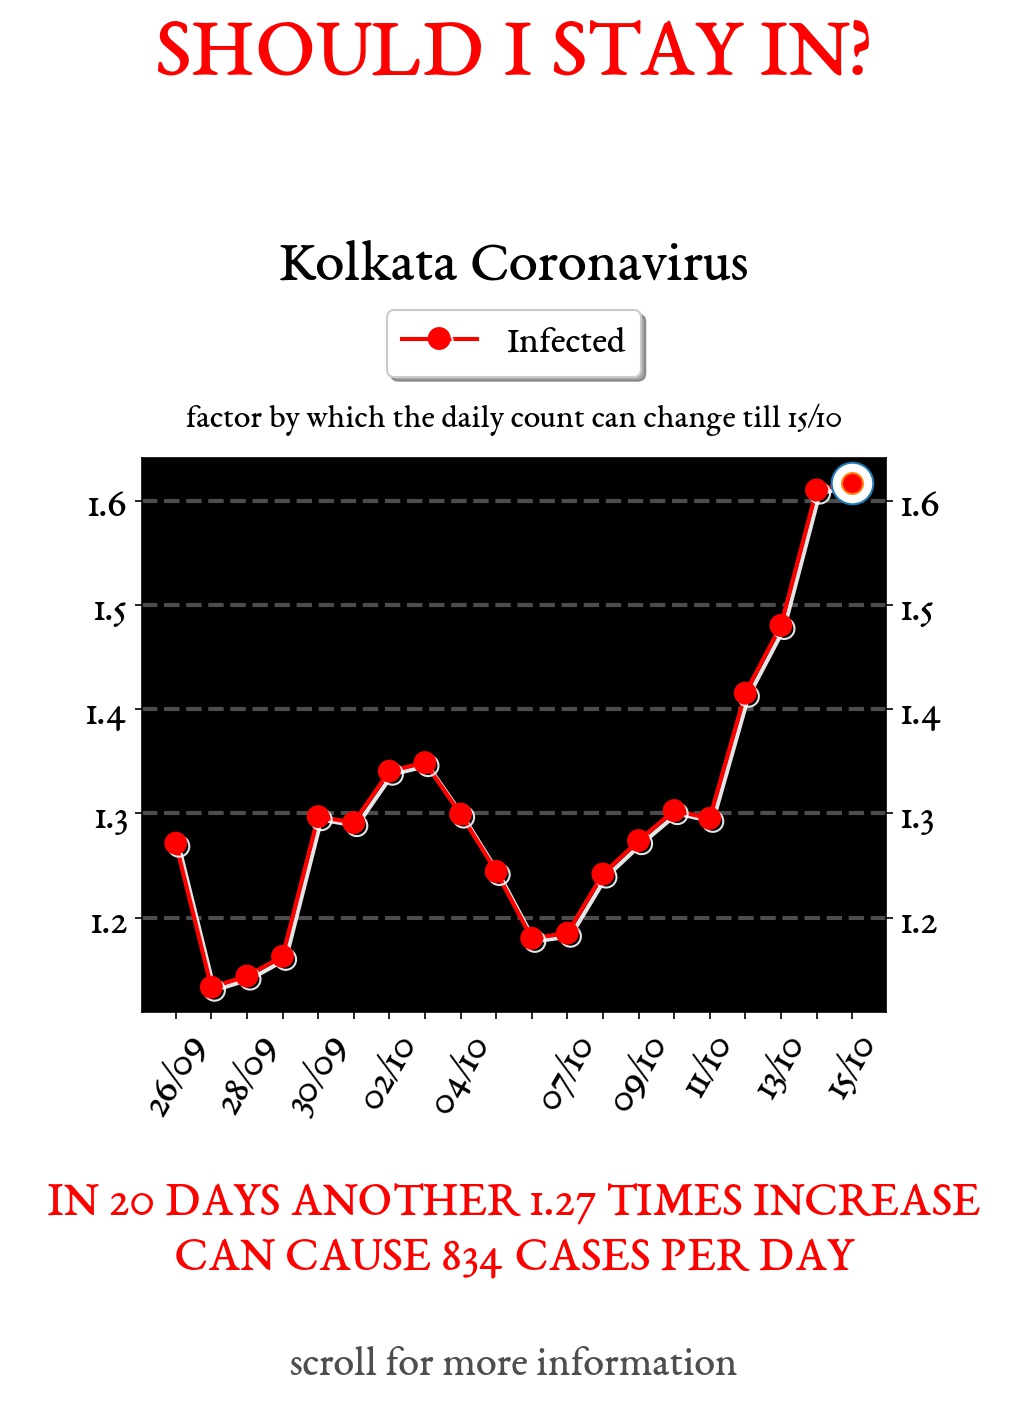 SHOULD I STAY IN?
Kolkata Coronavirus
Infected
factor by which the daily count can change till 15/10
1.6 1.6
1.5 1.5
1.4 1.4
1.3 1.3
1.2 1.2
26/09 28/09 30/09 02/10 04/10 07/10 09/10 11/10 13/10 15/10
IN 20 DAYS ANOTHER 1.27 TIMES INCREASE
CAN CAUSE 834 CASES PER DAY
scroll for more information